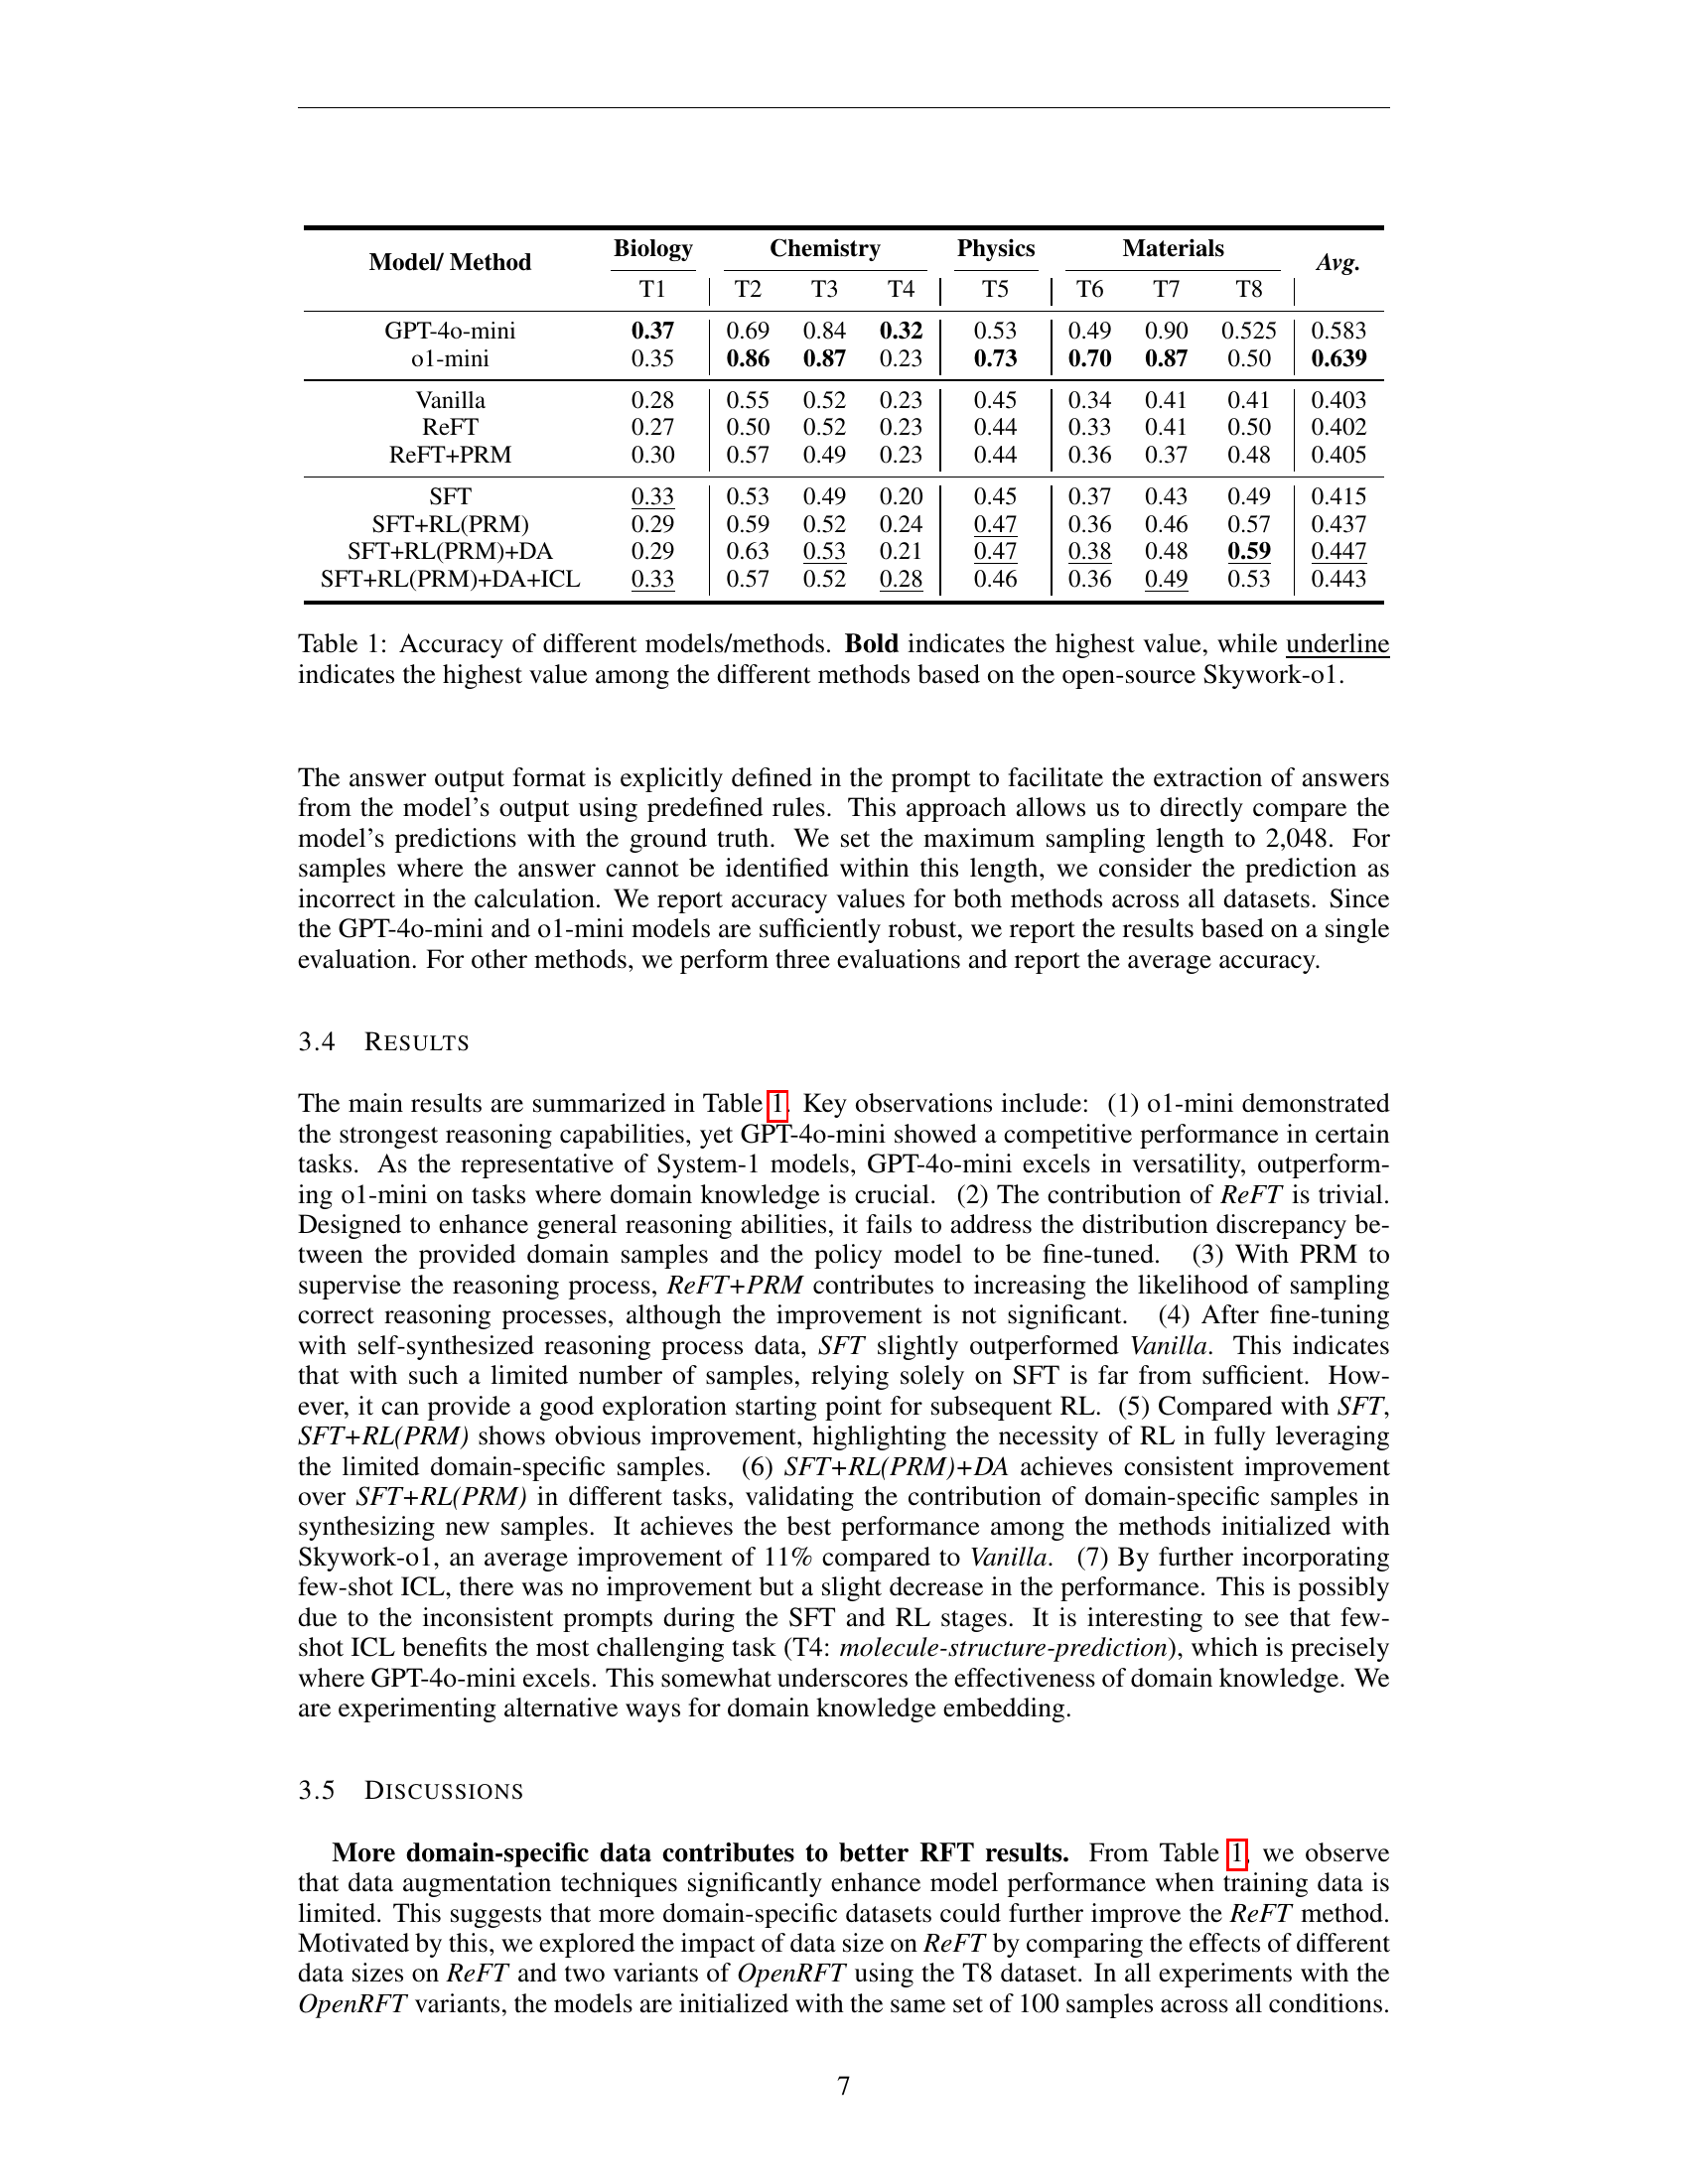 Model/ Method Biology Chemistry Physics Materials Avg.
T1 T2 T3 T4 T5 T6 T7 T8
GPT-4o-mini 0.37 0.69 0.84 0.32 0.53 0.49 0.90 0.525 0.583
o1-mini 0.35 0.86 0.87 0.23 0.73 0.70 0.87 0.50 0.639
Vanilla 0.28 0.55 0.52 0.23 0.45 0.34 0.41 0.41 0.403
ReFT 0.27 0.50 0.52 0.23 0.44 0.33 0.41 0.50 0.402
ReFT+PRM 0.30 0.57 0.49 0.23 0.44 0.36 0.37 0.48 0.405
SFT 0.33 0.53 0.49 0.20 0.45 0.37 0.43 0.49 0.415
SFT+RL(PRM) 0.29 0.59 0.52 0.24 0.47 0.36 0.46 0.57 0.437
SFT+RL(PRM)+DA 0.29 0.63 0.53 0.21 0.47 0.38 0.48 0.59 0.447
SFT+RL(PRM)+DA+ICL 0.33 0.57 0.52 0.28 0.46 0.36 0.49 0.53 0.443
Table 1: Accuracy of different models/methods. Bold indicates the highest value, while underline
indicates the highest value among the different methods based on the open-source Skywork-o1.
The answer output format is explicitly defined in the prompt to facilitate the extraction of answers
from the model's output using predefined rules. This approach allows us to directly compare the
model's predictions with the ground truth. We set the maximum sampling length to 2,048. For
samples where the answer cannot be identified within this length, we consider the prediction as
incorrect in the calculation. We report accuracy values for both methods across all datasets. Since
the GPT-4o-mini and o1-mini models are sufficiently robust, we report the results based on a single
evaluation. For other methods, we perform three evaluations and report the average accuracy.
3.4 RESULTS
The main results are summarized in Table 1. Key observations include: (1) o1-mini demonstrated
the strongest reasoning capabilities, yet GPT-4o-mini showed a competitive performance in certain
tasks. As the representative of System-1 models, GPT-4o-mini excels in versatility, outperform-
ing o1-mini on tasks where domain knowledge is crucial. (2) The contribution of ReFT is trivial.
Designed to enhance general reasoning abilities, it fails to address the distribution discrepancy be-
tween the provided domain samples and the policy model to be fine-tuned. (3) With PRM to
supervise the reasoning process, ReFT+PRM contributes to increasing the likelihood of sampling
correct reasoning processes, although the improvement is not significant. (4) After fine-tuning
with self-synthesized reasoning process data, SFT slightly outperformed Vanilla. This indicates
that with such a limited number of samples, relying solely on SFT is far from sufficient. How-
ever, it can provide a good exploration starting point for subsequent RL. (5) Compared with SFT,
SFT+RL(PRM) shows obvious improvement, highlighting the necessity of RL in fully leveraging
the limited domain-specific samples. (6) SFT+RL(PRM)+DA achieves consistent improvement
over SFT+RL(PRM) in different tasks, validating the contribution of domain-specific samples in
synthesizing new samples. It achieves the best performance among the methods initialized with
Skywork-o1, an average improvement of 11% compared to Vanilla. (7) By further incorporating
few-shot ICL, there was no improvement but a slight decrease in the performance. This is possibly
due to the inconsistent prompts during the SFT and RL stages. It is interesting to see that few-
shot ICL benefits the most challenging task (T4: molecule-structure-prediction), which is precisely
where GPT-4o-mini excels. This somewhat underscores the effectiveness of domain knowledge. We
are experimenting alternative ways for domain knowledge embedding.
3.5 DISCUSSIONS
More domain-specific data contributes to better RFT results. From Table 1, we observe
that data augmentation techniques significantly enhance model performance when training data is
limited. This suggests that more domain-specific datasets could further improve the ReFT method.
Motivated by this, we explored the impact of data size on ReFT by comparing the effects of different
data sizes on ReFT and two variants of OpenRFT using the T8 dataset. In all experiments with the
OpenRFT variants, the models are initialized with the same set of 100 samples across all conditions.
7